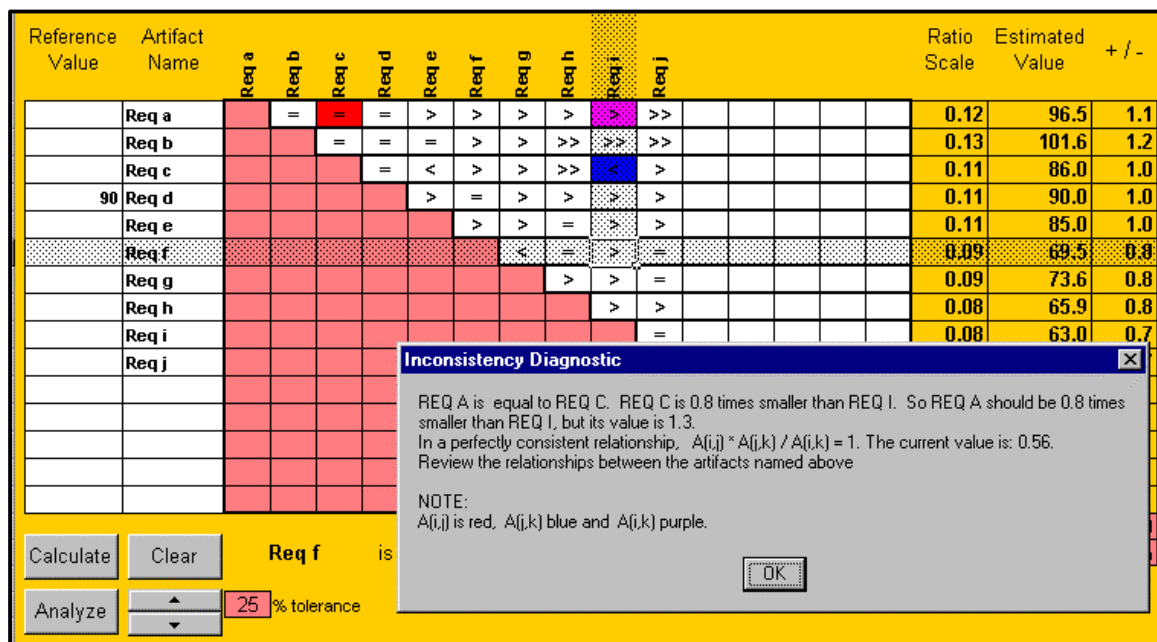 Reference Value Artifact Name Req a Req b Req c Req d Req e Req f Req g Req h Req i Req j Ratio Scale Estimated Value + / -
Req a = = = > > > > > >> 0.12 96.5 1.1
Req b = = = > > >> >> >> 0.13 101.6 1.2
Req c = < > > >> < > 0.11 86.0 1.0
90 Req d > = > > > > 0.11 90.0 1.0
Req e > > = > > 0.11 85.0 1.0
Req f < = > = 0.09 69.5 0.8
Req g > > = 0.09 73.6 0.8
Req h > > 0.08 65.9 0.8
Req i = 0.08 63.0 0.7
Req j
Inconsistency Diagnostic
REQ A is equal to REQ C. REQ C is 0.8 times smaller than REQ I. So REQ A should be 0.8 times
smaller than REQ I, but its value is 1.3.
In a perfectly consistent relationship, A(i,j) * A(j,k) / A(i,k) = 1. The current value is: 0.56.
Review the relationships between the artifacts named above
NOTE:
A(i,j) is red, A(j,k) blue and A(i,k) purple.
OK
Calculate Clear Req f is
Analyze 25 % tolerance